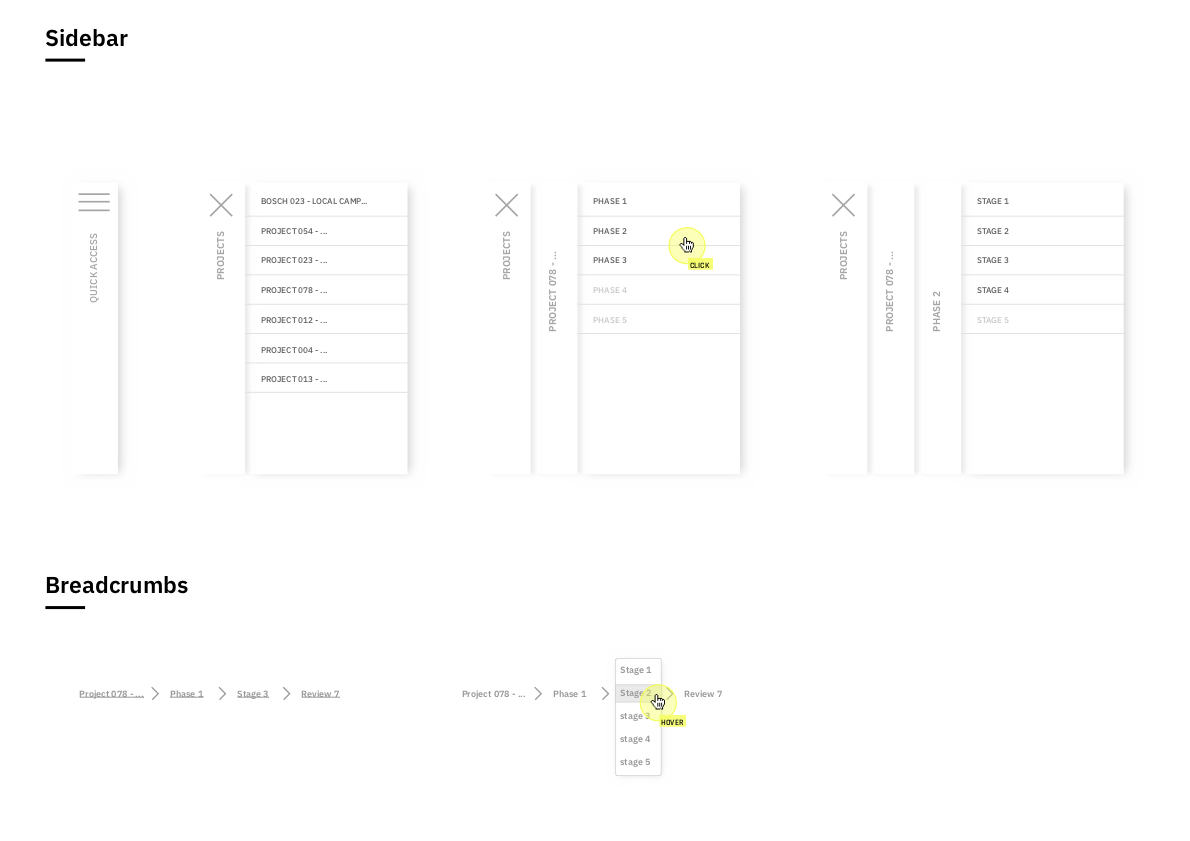 Sidebar
QUICK ACCESS
PROJECTS
BOSCH 023 - LOCAL CAMP...
PROJECT 054 - ...
PROJECT 023 - ...
PROJECT 078 - ...
PROJECT 012 - ...
PROJECT 004 - ...
PROJECT 013 - ...
PROJECTS
PROJECT 078 - ...
PHASE 1
PHASE 2
CLICK
PHASE 3
PHASE 4
PHASE 5
PROJECTS
PROJECT 078 - ...
PHASE 2
STAGE 1
STAGE 2
STAGE 3
STAGE 4
STAGE 5
Breadcrumbs
Project 078 - ... Phase 1 Stage 3 Review 7
Project 078 - ... Phase 1
Stage 1
Stage 2
stage 3
stage 4
stage 5
HOVER
Review 7